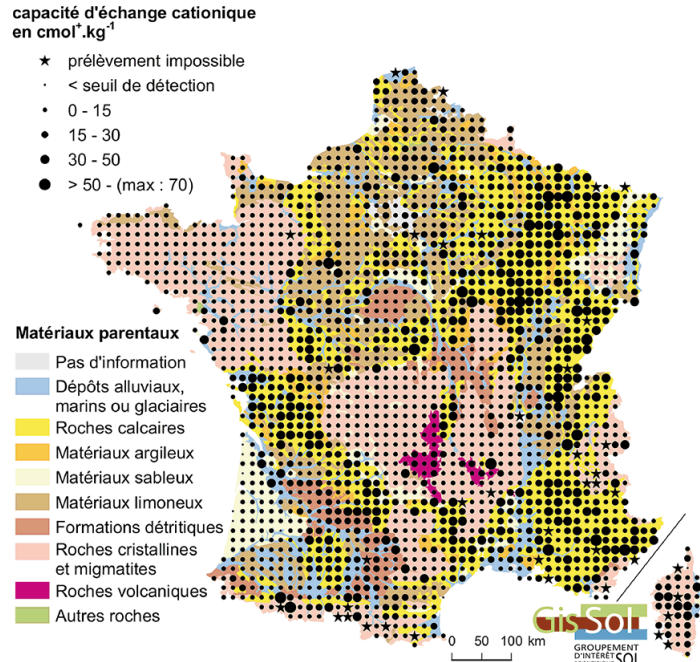 capacité d'échange cationique
en cmol+.kg-1
prélèvement impossible
< seuil de détection
0 - 15
15 - 30
30 - 50
> 50 - (max : 70)
Matériaux parentaux
Pas d'information
Dépôts alluviaux,
marins ou glaciaires
Roches calcaires
Matériaux argileux
Matériaux sableux
Matériaux limoneux
Formations détritiques
Roches cristallines
et migmatites
Roches volcaniques
Autres roches
0 50 100 km
GisSol
GROUPEMENT
D'INTÉRÊT
SOL